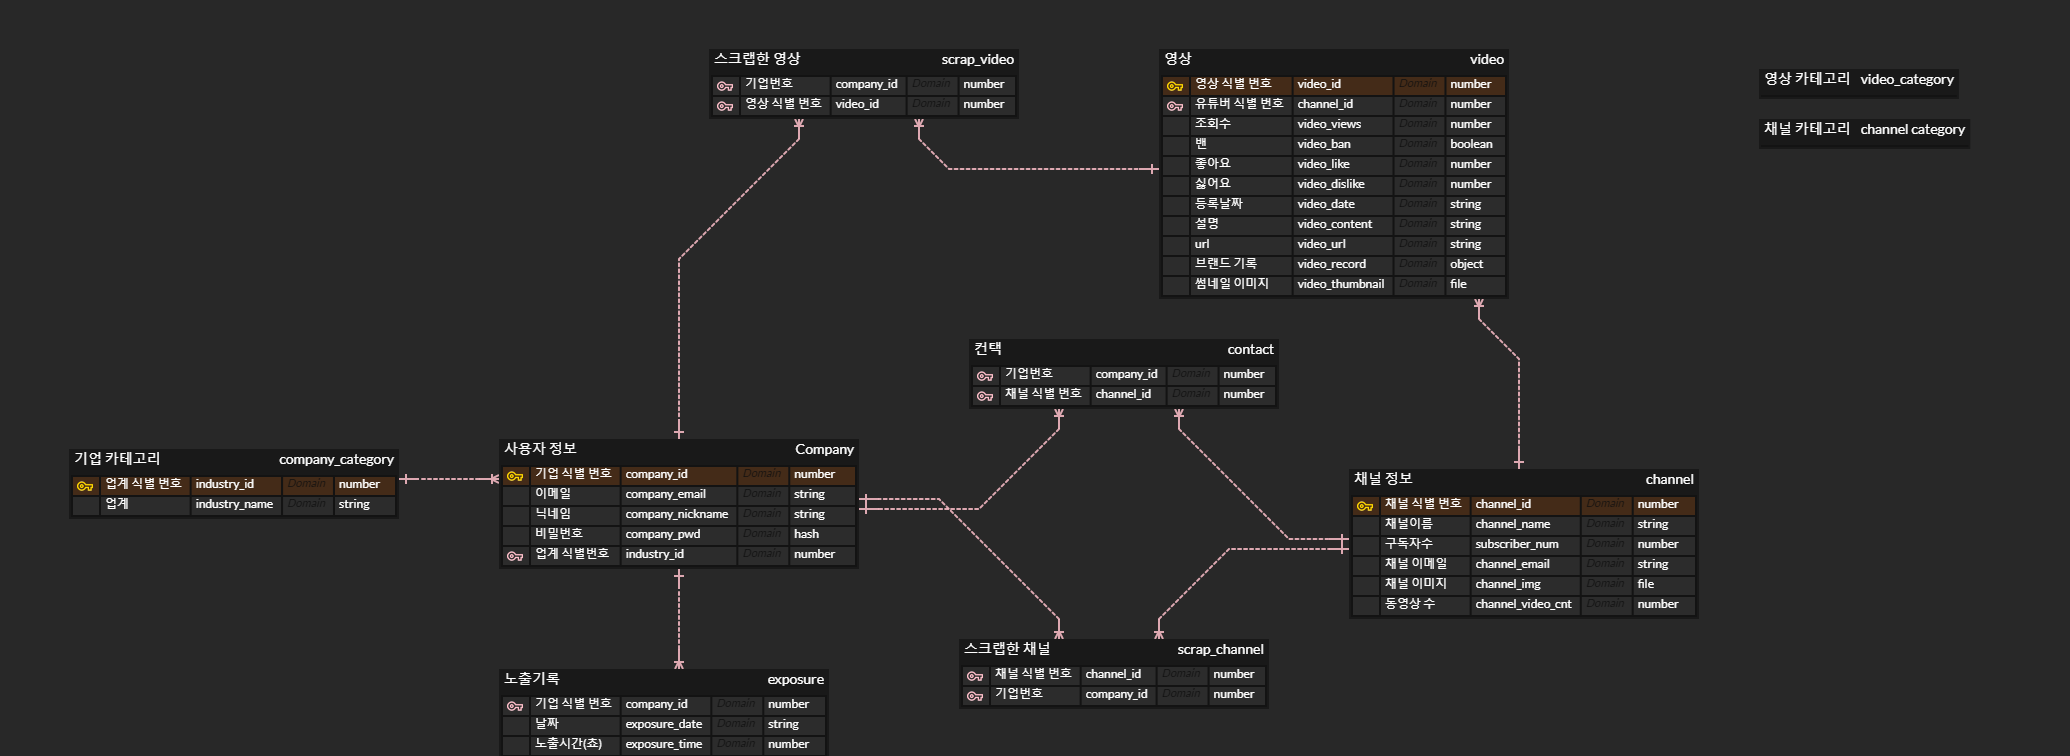 스크랩한 영상 scrap_video
기업번호 company_id Domain number
영상 식별 번호 video_id Domain number
영상 video
영상 식별 번호 video_id Domain number
유튜버 식별 번호 channel_id Domain number
조회수 video_views Domain number
밴 video_ban Domain boolean
좋아요 video_like Domain number
싫어요 video_dislike Domain number
등록날짜 video_date Domain string
설명 video_content Domain string
url video_url Domain string
브랜드 기록 video_record Domain object
썸네일 이미지 video_thumbnail Domain file
영상 카테고리 video_category
채널 카테고리 channel category
컨택 contact
기업번호 company_id Domain number
채널 식별 번호 channel_id Domain number
기업 카테고리 company_category
업계 식별 번호 industry_id Domain number
업계 industry_name Domain string
사용자 정보 Company
기업 식별 번호 company_id Domain number
이메일 company_email Domain string
닉네임 company_nickname Domain string
비밀번호 company_pwd Domain hash
업계 식별번호 industry_id Domain number
채널 정보 channel
채널 식별 번호 channel_id Domain number
채널이름 channel_name Domain string
구독자수 subscriber_num Domain number
채널 이메일 channel_email Domain string
채널 이미지 channel_img Domain file
동영상 수 channel_video_cnt Domain number
스크랩한 채널 scrap_channel
채널 식별 번호 channel_id Domain number
기업번호 company_id Domain number
노출기록 exposure
기업 식별 번호 company_id Domain number
날짜 exposure_date Domain string
노출시간(쵸) exposure_time Domain number